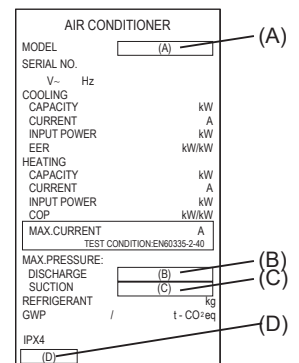 AIR CONDITIONER
MODEL (A) (A)
SERIAL NO.
V~ Hz
COOLING
CAPACITY kW
CURRENT A
INPUT POWER kW
EER kW/kW
HEATING
CAPACITY kW
CURRENT A
INPUT POWER kW
COP kW/kW
MAX.CURRENT A
TEST CONDITION:EN60335-2-40
MAX.PRESSURE:
DISCHARGE (B) (B)
SUCTION (C) (C)
REFRIGERANT kg
GWP / t - CO2eq
(D)
IPX4
(D)